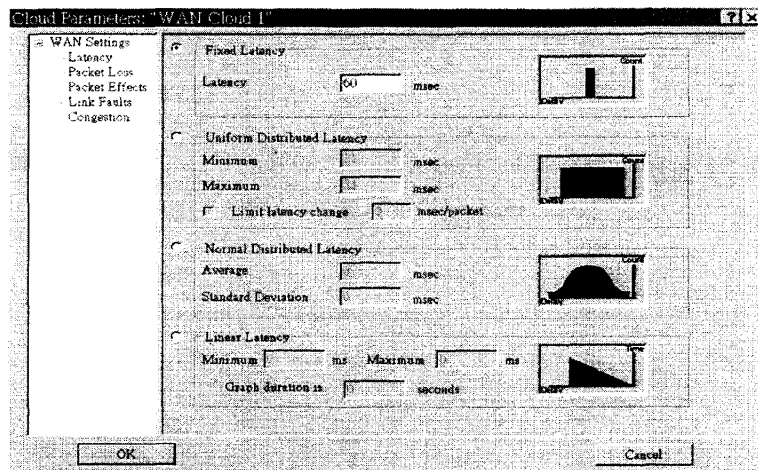 Cloud Parameters: "WAN Cloud 1"
WAN Settings
Latency
Packet Loss
Packet Effects
Link Faults
Congestion
Fixed Latency
Latency 60 msec
Count
Delay
Uniform Distributed Latency
Minimum msec
Maximum msec
Limit latency change msec/packet
Count
Delay
Normal Distributed Latency
Average msec
Standard Deviation msec
Count
Delay
Linear Latency
Minimum ms Maximum ms
Graph duration is seconds
Time
Delay
OK
Cancel